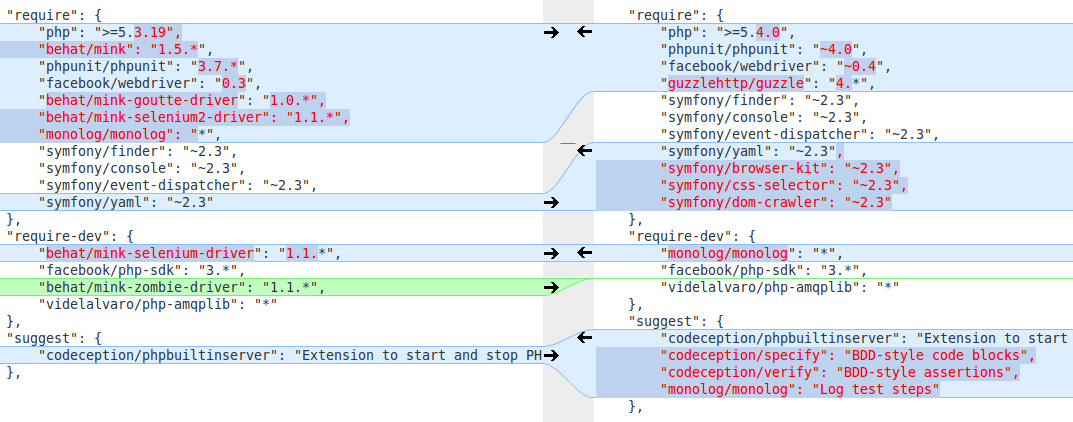 "require": {
"php": ">=5.3.19",
"behat/mink": "1.5.*",
"phpunit/phpunit": "3.7.*",
"facebook/webdriver": "0.3",
"behat/mink-goutte-driver": "1.0.*",
"behat/mink-selenium2-driver": "1.1.*",
"monolog/monolog": "*",
"symfony/finder": "~2.3",
"symfony/console": "~2.3",
"symfony/event-dispatcher": "~2.3",
"symfony/yaml": "~2.3"
},
"require-dev": {
"behat/mink-selenium-driver": "1.1.*",
"facebook/php-sdk": "3.*",
"behat/mink-zombie-driver": "1.1.*",
"videlalvaro/php-amqplib": "*"
},
"suggest": {
"codeception/phpbuiltinserver": "Extension to start and stop PH
},
"require": {
"php": ">=5.4.0",
"phpunit/phpunit": "~4.0",
"facebook/webdriver": "~0.4",
"guzzlehttp/guzzle": "4.*",
"symfony/finder": "~2.3",
"symfony/console": "~2.3",
"symfony/event-dispatcher": "~2.3",
"symfony/yaml": "~2.3",
"symfony/browser-kit": "~2.3",
"symfony/css-selector": "~2.3",
"symfony/dom-crawler": "~2.3"
},
"require-dev": {
"monolog/monolog": "*",
"facebook/php-sdk": "3.*",
"videlalvaro/php-amqplib": "*"
},
"suggest": {
"codeception/phpbuiltinserver": "Extension to start
"codeception/specify": "BDD-style code blocks",
"codeception/verify": "BDD-style assertions",
"monolog/monolog": "Log test steps"
},